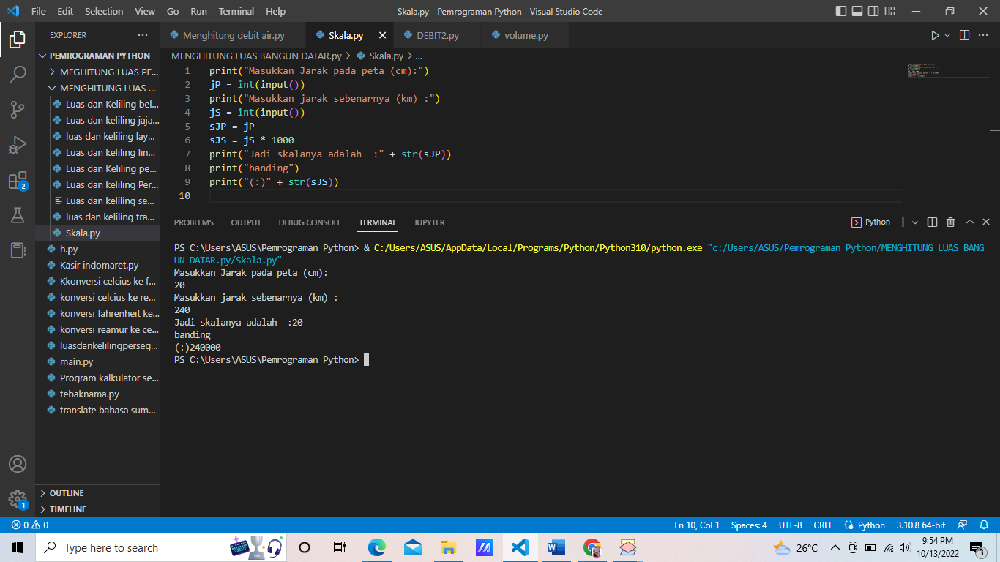 File Edit Selection View Go Run Terminal Help
Skala.py - Pemrograman Python - Visual Studio Code
EXPLORER
PEMROGRAMAN PYTHON
MEGHITUNG LUAS PE...
MENGHITUNG LUAS ...
Luas dan Keliling bel...
Luas dan keliling jaja...
luas dan keliling lay...
Luas dan keliling lin...
Luas dan Keliling pe...
Luas dan keliling Per...
Luas dan keliling se...
luas dan keliling tra...
Skala.py
h.py
Kasir indomaret.py
Kkonversi celcius ke f...
konversi celcius ke re...
konversi fahrenheit ke...
konversi reamur ke ce...
luasdankelilingperseg...
main.py
Program kalkulator se...
tebaknama.py
translate bahasa sum...
OUTLINE
TIMELINE
2
1
Menghitung debit air.py Skala.py DEBIT2.py volume.py
MENGHITUNG LUAS BANGUN DATAR.py > Skala.py > ...
1 print("Masukkan Jarak pada peta (cm):")
2 jP = int(input())
3 print("Masukkan jarak sebenarnya (km) :")
4 jS = int(input())
5 sJP = jP
6 sJS = jS * 1000
7 print("Jadi skalanya adalah  :" + str(sJP))
8 print("banding")
9 print("(:)" + str(sJS))
10
PROBLEMS OUTPUT DEBUG CONSOLE TERMINAL JUPYTER
Python
PS C:\Users\ASUS\Pemrograman Python> & C:/Users/ASUS/AppData/Local/Programs/Python/Python310/python.exe "c:/Users/ASUS/Pemrograman Python/MENGHITUNG LUAS BANG
UN DATAR.py/Skala.py"
Masukkan Jarak pada peta (cm):
20
Masukkan jarak sebenarnya (km) :
240
Jadi skalanya adalah  :20
banding
(:)240000
PS C:\Users\ASUS\Pemrograman Python>
0 0
Ln 10, Col 1 Spaces: 4 UTF-8 CRLF Python 3.10.8 64-bit
Type here to search
26°C
9:54 PM
10/13/2022
3